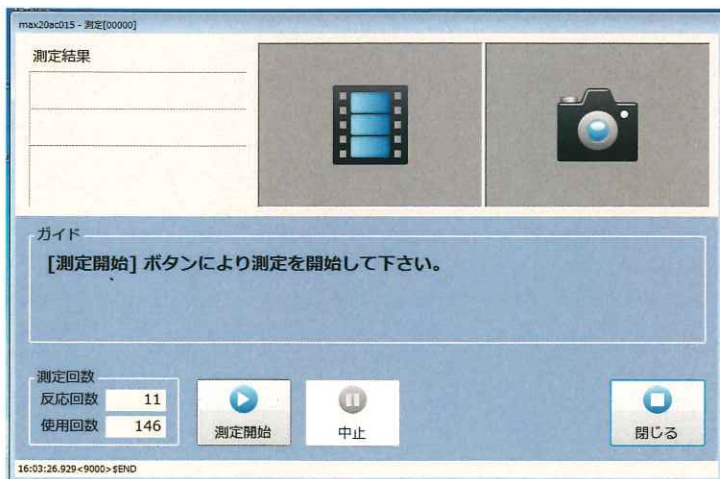 max20ac015 - 測定[00000]
測定結果
ガイド
[測定開始] ボタンにより測定を開始して下さい。
測定回数
反応回数 11
使用回数 146
測定開始
中止
閉じる
16:03:26.929<9000>$END